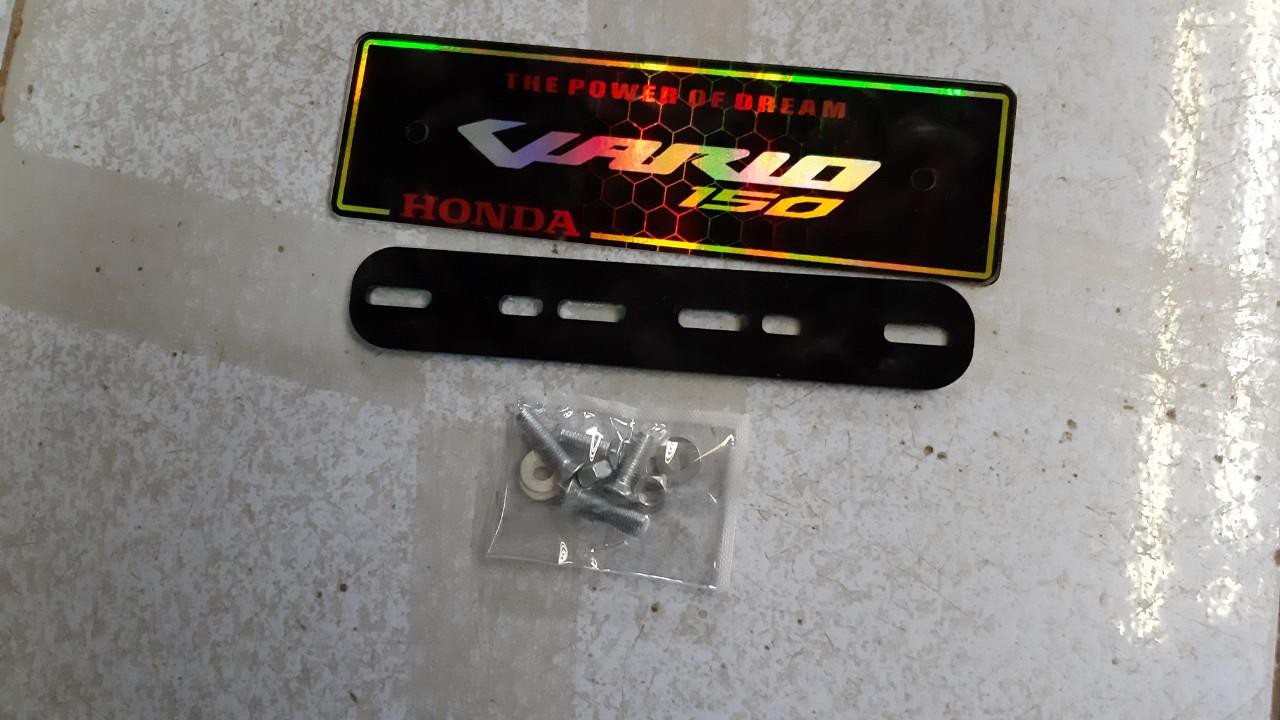 THE POWER OF DREAM
VARIO
150
HONDA